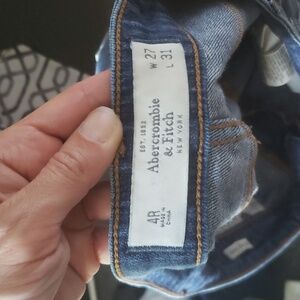 W 27
L 31
EST. 1892
Abercrombie
& Fitch
NEW YORK
4R
MADE IN
CHINA